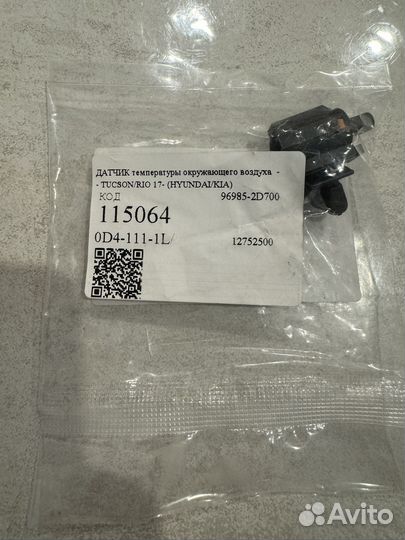 ДАТЧИК температуры окружающего воздуха -
- TUCSON/RIO 17- (HYUNDAI/KIA)
КОД 96985-2D700
115064
0D4-111-1L/ 12752500
Avito